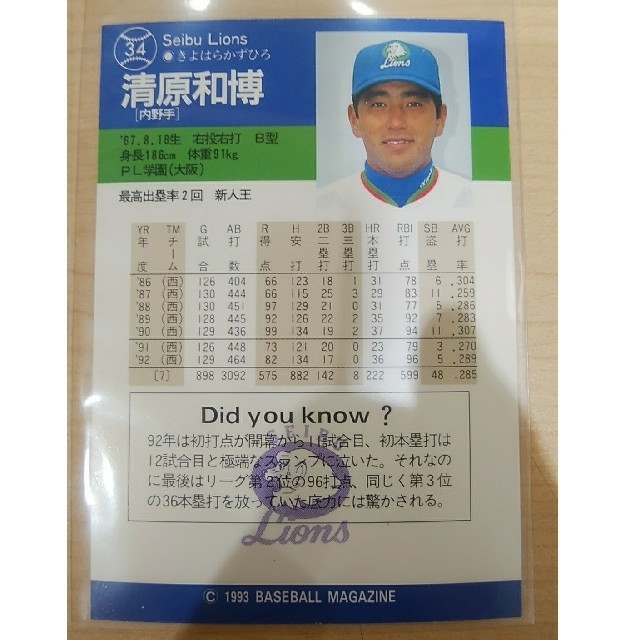 34 Seibu Lions
●きよはらかずひろ
清原和博
[内野手]
'67.8.18生 右投右打 B型
身長186cm 体重91kg
PL学園(大阪)
最高出塁率2回 新人王
Lions
YR TM G AB R H 2B 3B HR RBI SB AVG
年度 チーム 試合 打数 得点 安打 二塁打 三塁打 本塁打 打点 盗塁 打率
'86 (西) 126 404 66 123 18 1 31 78 6 .304
'87 (西) 130 444 66 115 25 3 29 83 11 .259
'88 (西) 130 451 97 129 21 0 31 77 5 .286
'89 (西) 128 445 92 126 22 2 35 92 7 .283
'90 (西) 129 436 99 134 19 2 37 94 11 .307
'91 (西) 126 448 73 121 20 0 23 79 3 .270
'92 (西) 129 464 82 134 17 0 36 96 5 .289
[7] 898 3092 575 882 142 8 222 599 48 .285
Did you know ?
92年は初打点が開幕から11試合目、初本塁打は
12試合目と極端なスランプに泣いた。それなの
に最後はリーグ第2位の96打点、同じく第3位
の36本塁打を放っていた底力には驚かされる。
SEIBU
Lions
© 1993 BASEBALL MAGAZINE